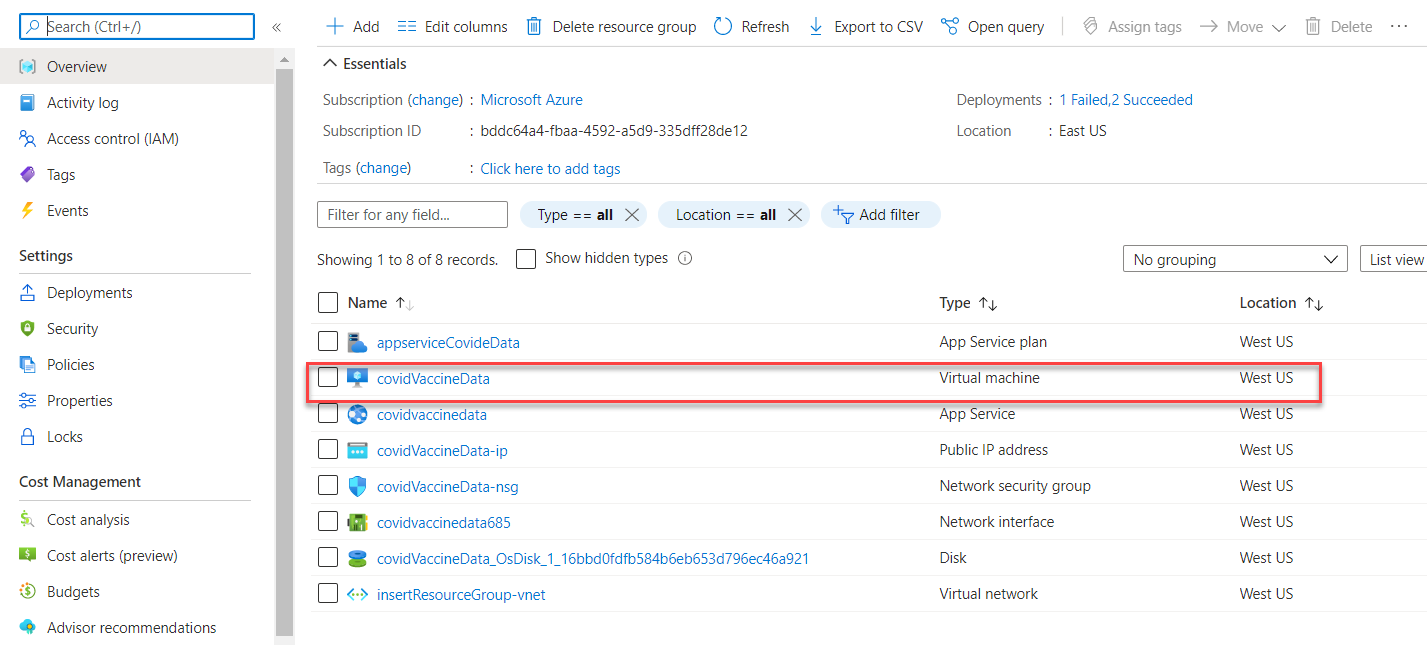 Search (Ctrl+/)
«
Add Edit columns Delete resource group Refresh Export to CSV Open query Assign tags Move Delete ...
Overview
Activity log
Access control (IAM)
Tags
Events
Settings
Deployments
Security
Policies
Properties
Locks
Cost Management
Cost analysis
Cost alerts (preview)
Budgets
Advisor recommendations
Essentials
Subscription (change) : Microsoft Azure Deployments : 1 Failed,2 Succeeded
Subscription ID : bddc64a4-fbaa-4592-a5d9-335dff28de12 Location : East US
Tags (change) : Click here to add tags
Filter for any field... Type == all Location == all Add filter
Showing 1 to 8 of 8 records. Show hidden types No grouping List view
Name Type Location
appserviceCovideData App Service plan West US
covidVaccineData Virtual machine West US
covidvaccinedata App Service West US
covidVaccineData-ip Public IP address West US
covidVaccineData-nsg Network security group West US
covidvaccinedata685 Network interface West US
covidVaccineData_OsDisk_1_16bbd0fdfb584b6eb653d796ec46a921 Disk West US
insertResourceGroup-vnet Virtual network West US